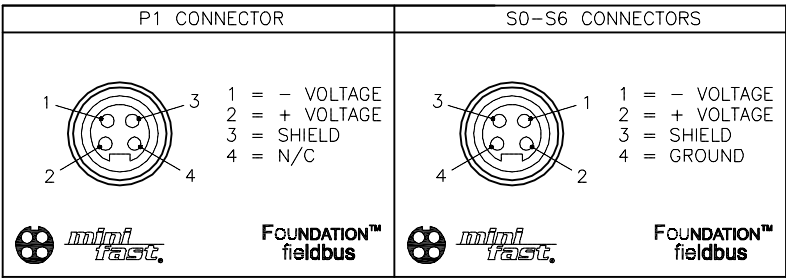 P1 CONNECTOR
1
3
2
4
1 = - VOLTAGE
2 = + VOLTAGE
3 = SHIELD
4 = N/C
mini
fast.
FOUNDATION™
fieldbus
S0-S6 CONNECTORS
3
1
4
2
1 = - VOLTAGE
2 = + VOLTAGE
3 = SHIELD
4 = GROUND
mini
fast.
FOUNDATION™
fieldbus